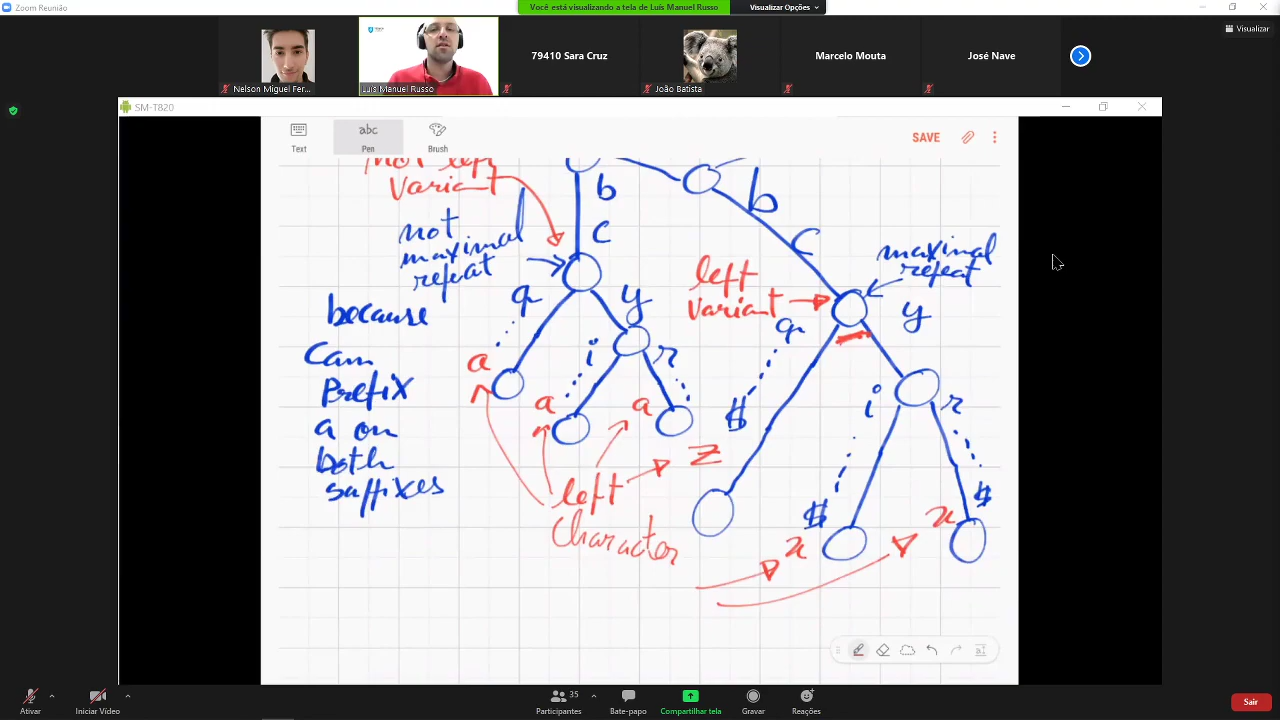 Zoom Reunião
Você está visualizando a tela de Luís Manuel Russo
Visualizar Opções
Visualizar
Nelson Miguel Fer...
Luís Manuel Russo
79410 Sara Cruz
João Batista
Marcelo Mouta
José Nave
SM-T820
Text
abc
Pen
Brush
SAVE
not left
variant
b
c
not
maximal
repeat
because
Can
Prefix
a on
both
suffixes
q
y
i
r
a
a
a
left
character
b
c
left
variant
maximal
repeat
q
y
i
r
$
z
$
$
x
x
Ativar
Iniciar Vídeo
Participantes
35
Bate-papo
Compartilhar tela
Gravar
Reações
Sair